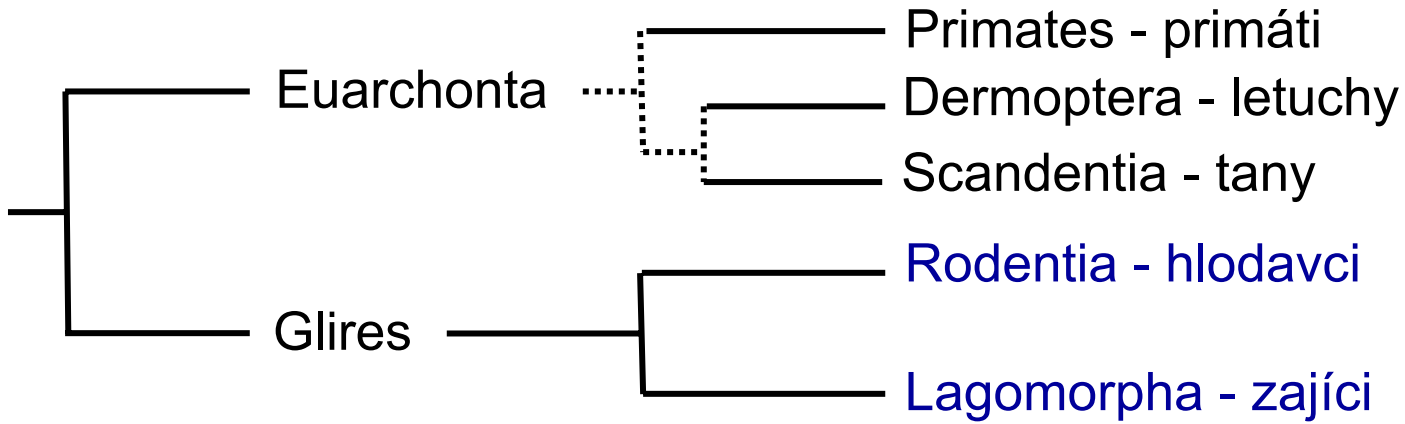 Primates - primáti
Euarchonta
Dermoptera - letuchy
Scandentia - tany
Rodentia - hlodavci
Glires
Lagomorpha - zajíci